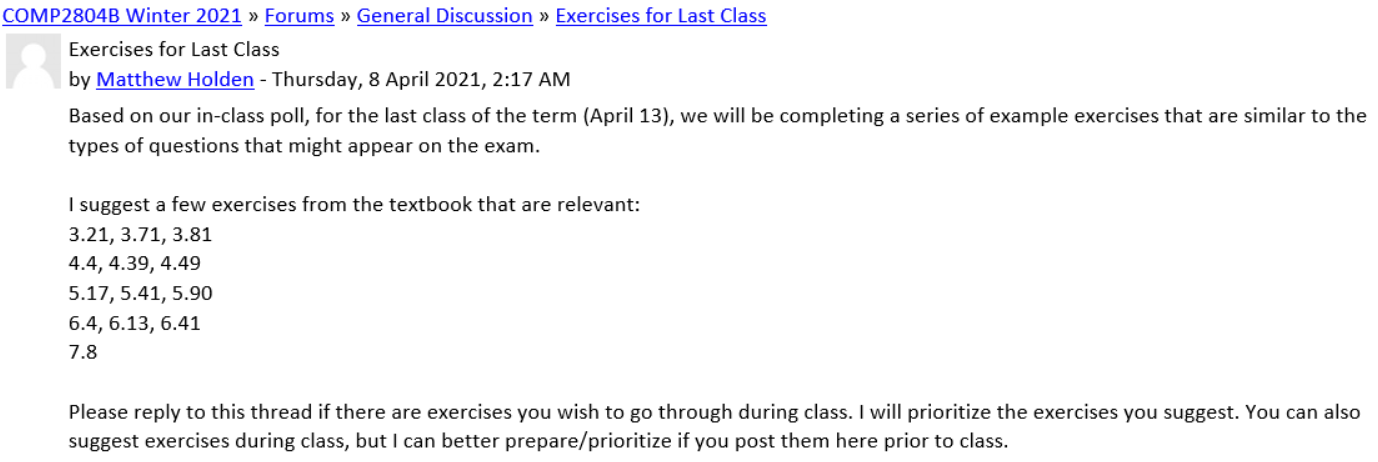 COMP2804B Winter 2021 » Forums » General Discussion » Exercises for Last Class
Exercises for Last Class
by Matthew Holden - Thursday, 8 April 2021, 2:17 AM
Based on our in-class poll, for the last class of the term (April 13), we will be completing a series of example exercises that are similar to the
types of questions that might appear on the exam.
I suggest a few exercises from the textbook that are relevant:
3.21, 3.71, 3.81
4.4, 4.39, 4.49
5.17, 5.41, 5.90
6.4, 6.13, 6.41
7.8
Please reply to this thread if there are exercises you wish to go through during class. I will prioritize the exercises you suggest. You can also
suggest exercises during class, but I can better prepare/prioritize if you post them here prior to class.